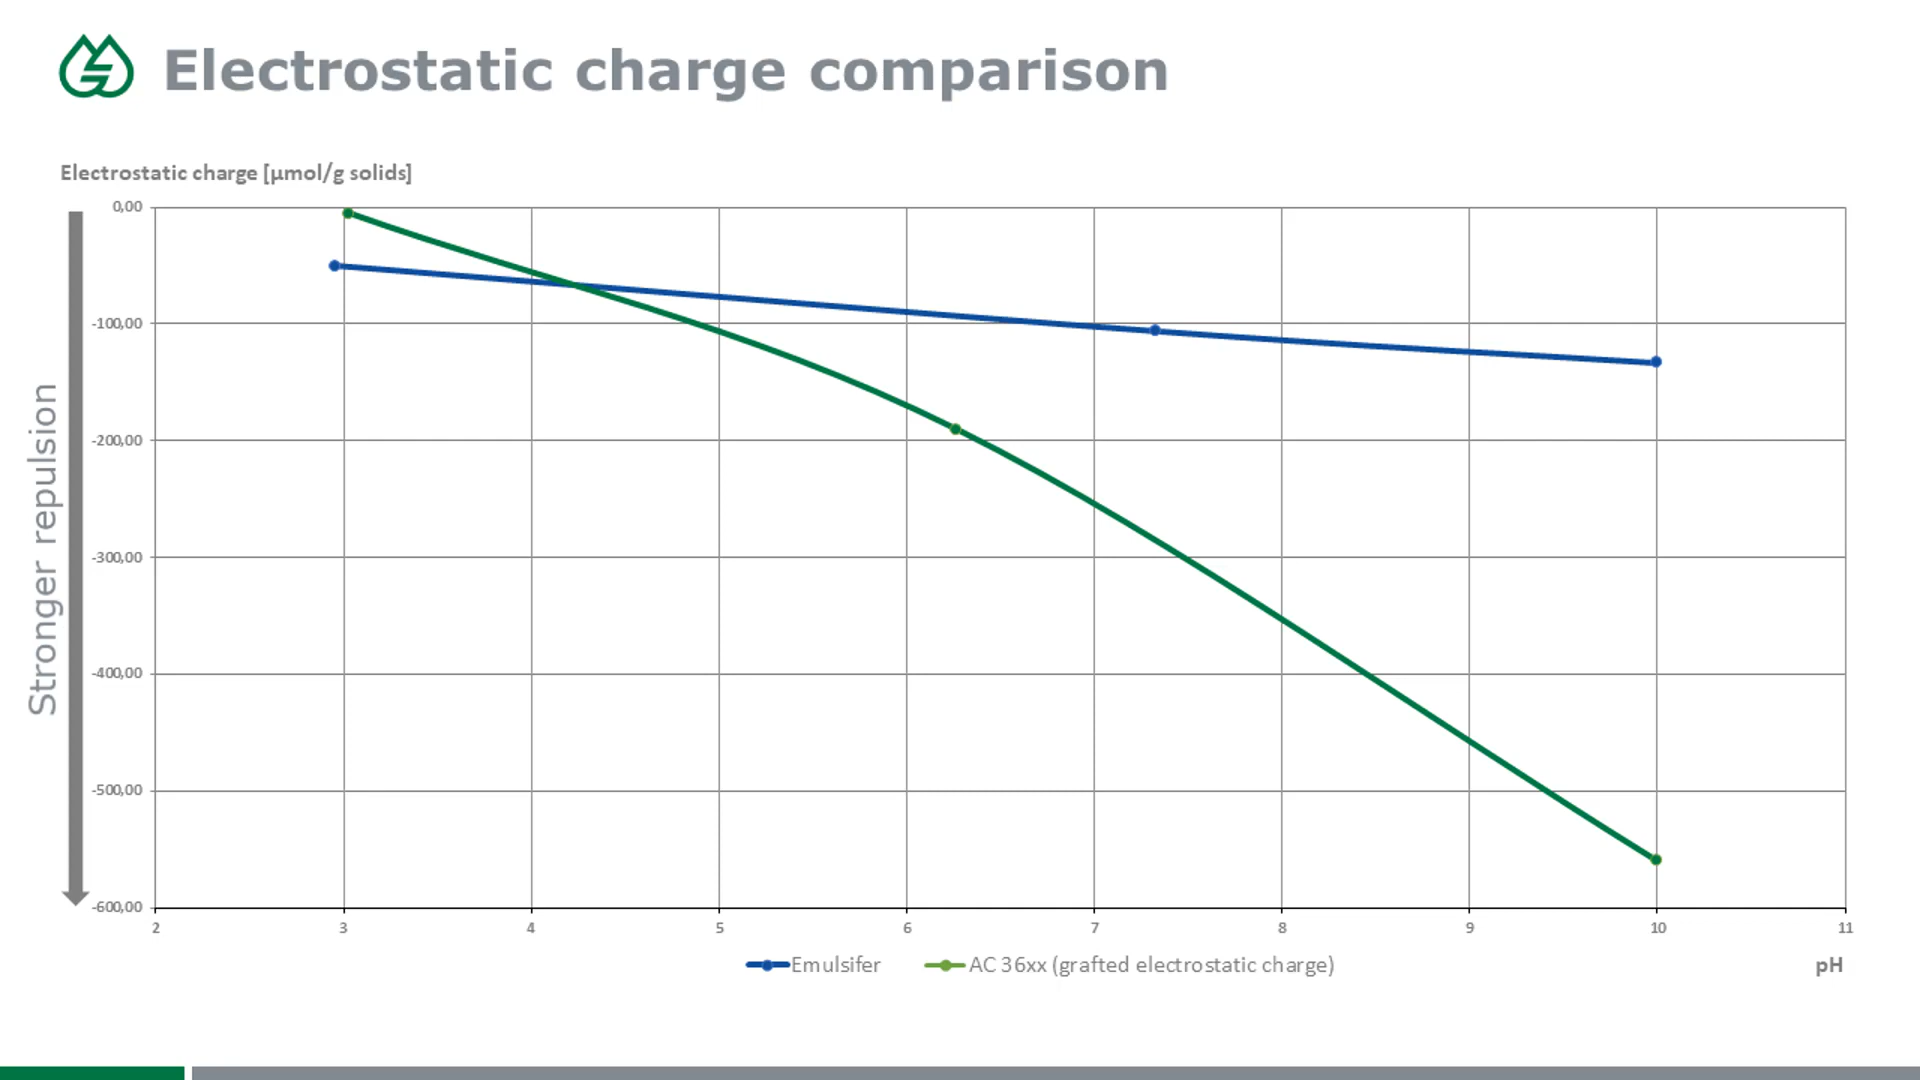 Electrostatic charge comparison
Electrostatic charge [µmol/g solids]
Stronger repulsion
0,00
-100,00
-200,00
-300,00
-400,00
-500,00
-600,00
2 3 4 5 6 7 8 9 10 11
Emulsifer AC 36xx (grafted electrostatic charge) pH